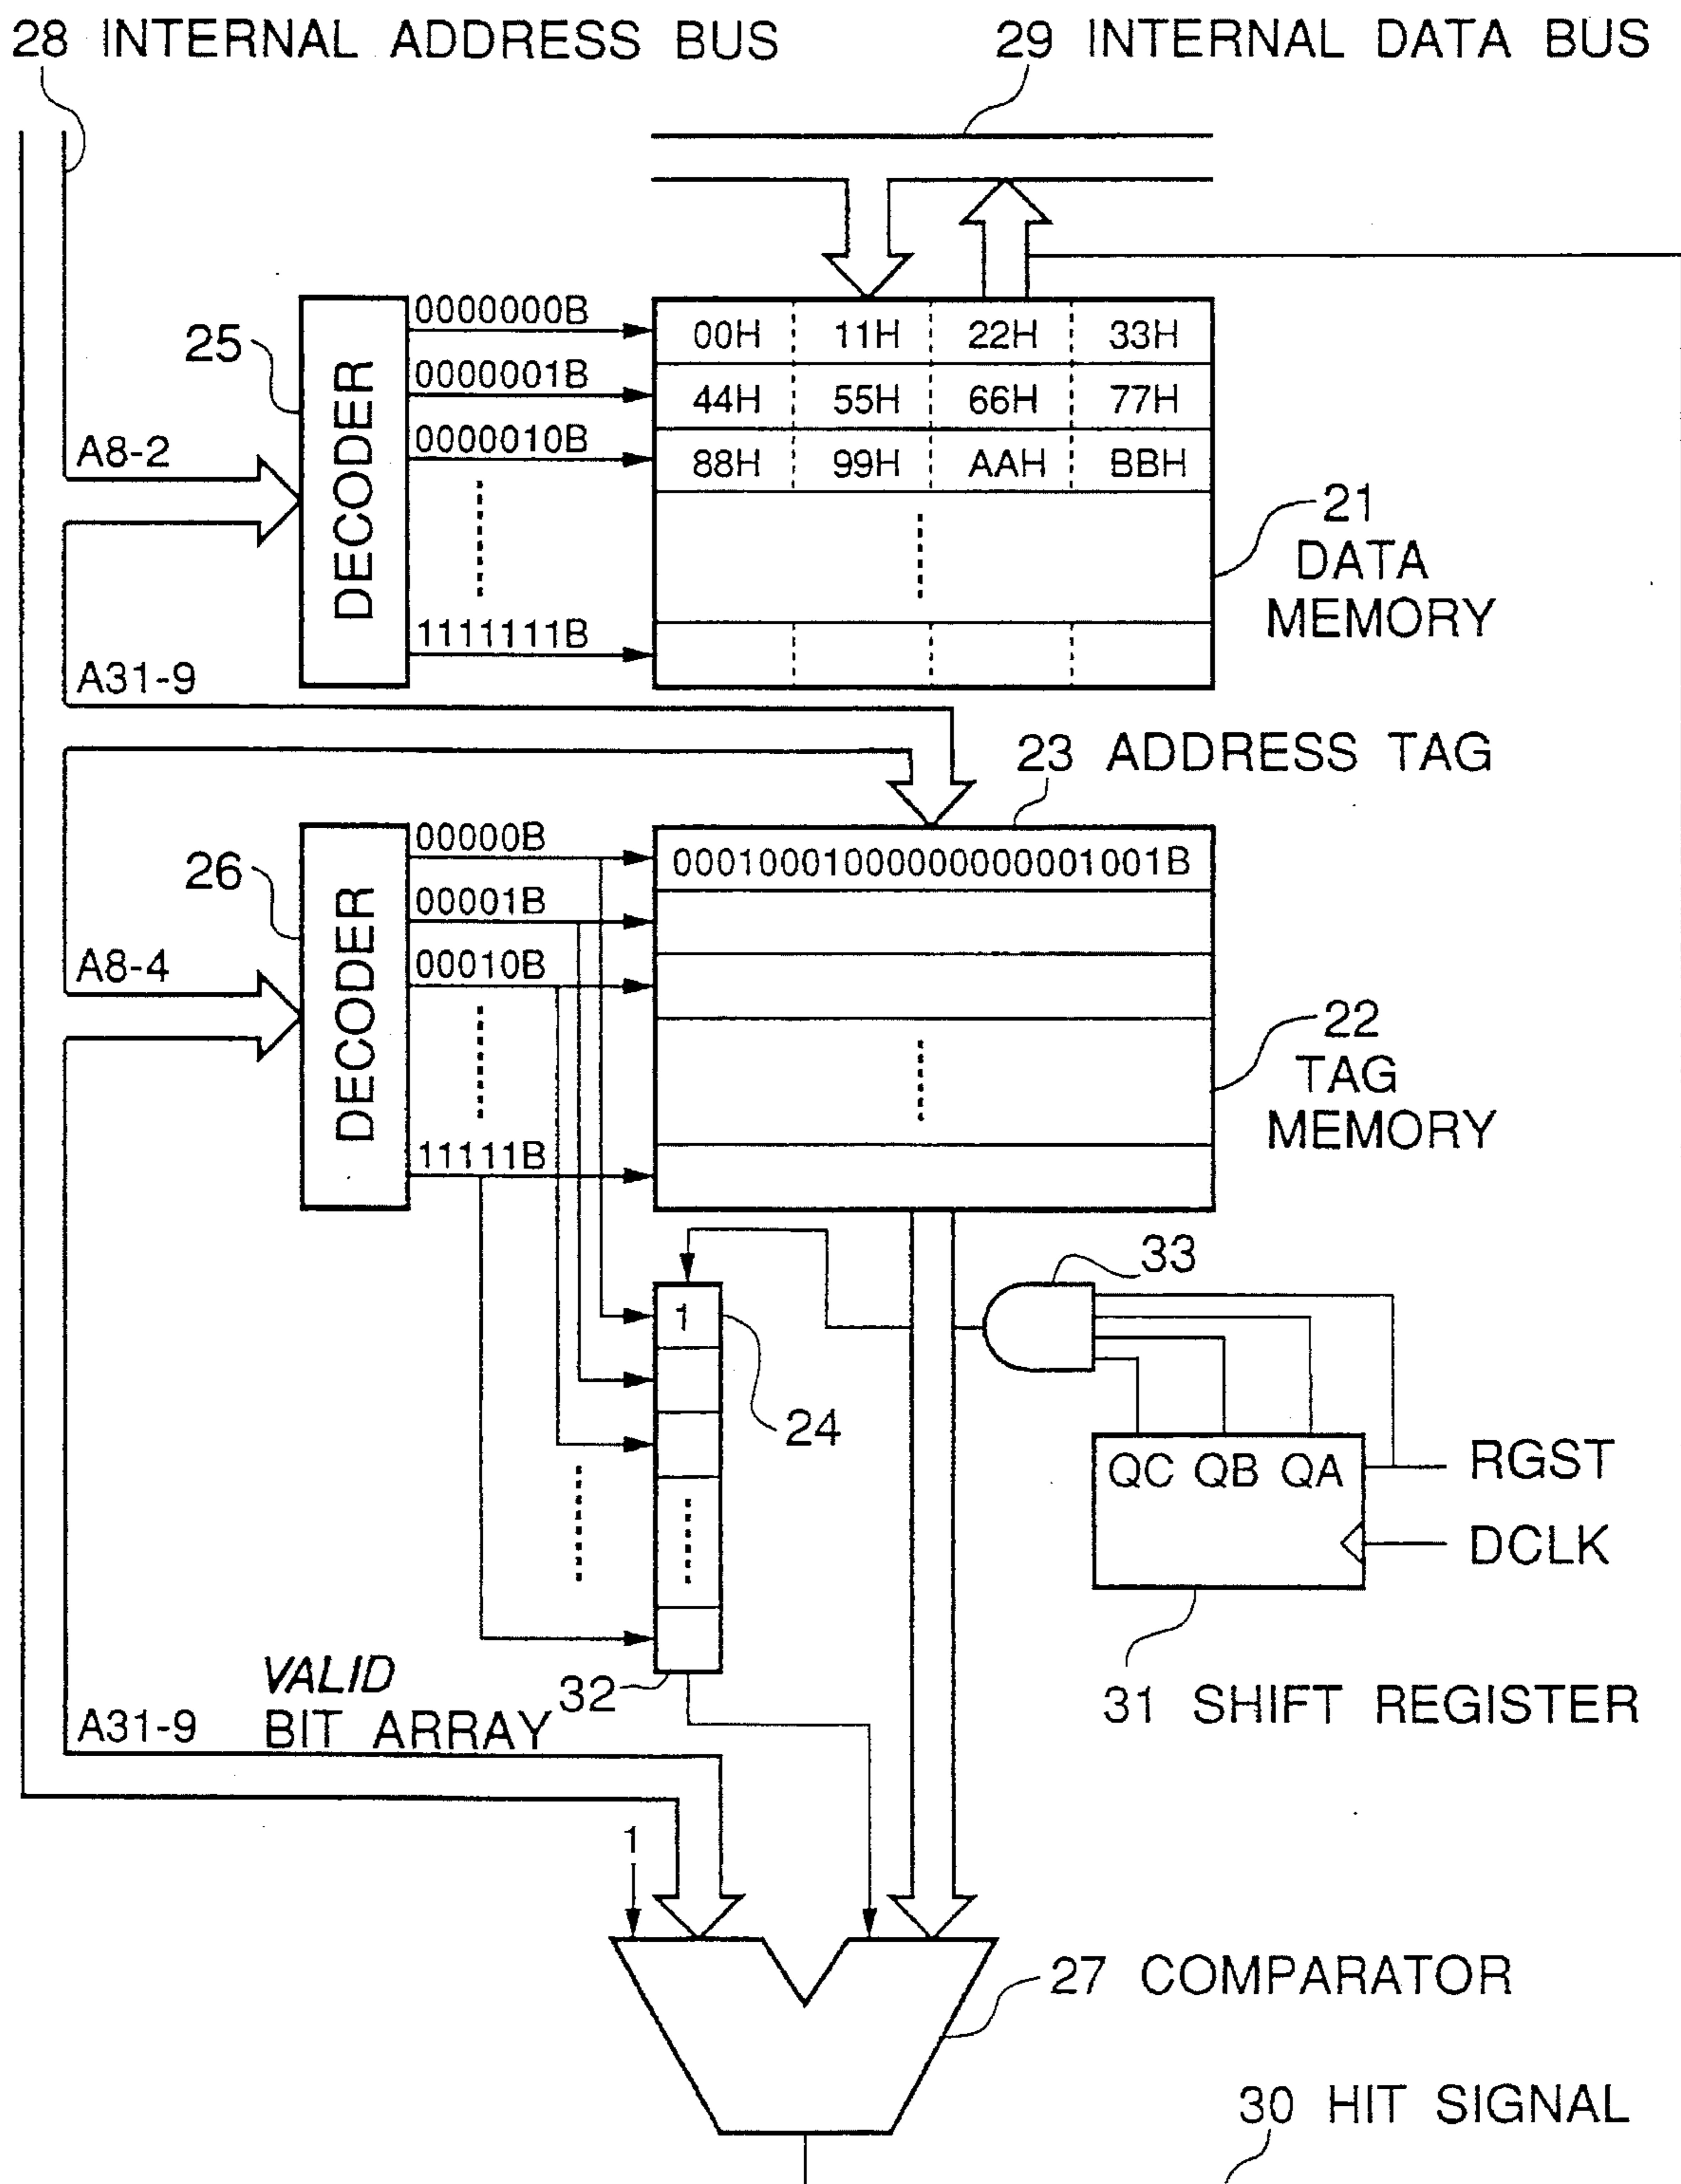 28 INTERNAL ADDRESS BUS
29 INTERNAL DATA BUS
25
DECODER
0000000B
0000001B
0000010B
1111111B
00H 11H 22H 33H
44H 55H 66H 77H
88H 99H AAH BBH
A8-2
21
DATA
MEMORY
A31-9
23 ADDRESS TAG
26
DECODER
00000B
00001B
00010B
11111B
00010001000000000001001B
A8-4
22
TAG
MEMORY
33
1
24
QC QB QA
RGST
DCLK
31 SHIFT REGISTER
VALID
BIT ARRAY
32
A31-9
1
27 COMPARATOR
30 HIT SIGNAL